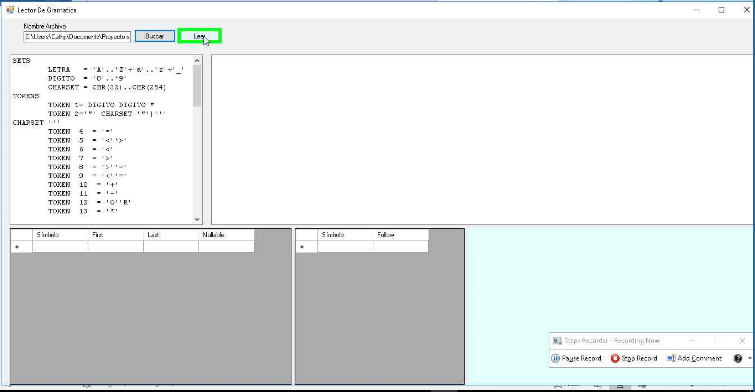 Lector De Gramatica
Nombre Archivo
C:\Users\Cathy\Documents\Proyectos
Buscar
Leer
SETS
LETRA = 'A'..'Z'+'a'..'z'+'_'
DIGITO = '0'..'9'
CHARSET = CHR(32)..CHR(254)
TOKENS
TOKEN 1= DIGITO DIGITO *
TOKEN 2='"' CHARSET '"'|'''
CHARSET '''
TOKEN 4 = '='
TOKEN 5 = '<''>'
TOKEN 6 = '<'
TOKEN 7 = '>'
TOKEN 8 = '>''='
TOKEN 9 = '<''='
TOKEN 10 = '+'
TOKEN 11 = '-'
TOKEN 12 = 'O''R'
TOKEN 13 = '*'
Simbolo First Last Nullable
Simbolo Follow
Steps Recorder - Recording Now
Pause Record Stop Record Add Comment